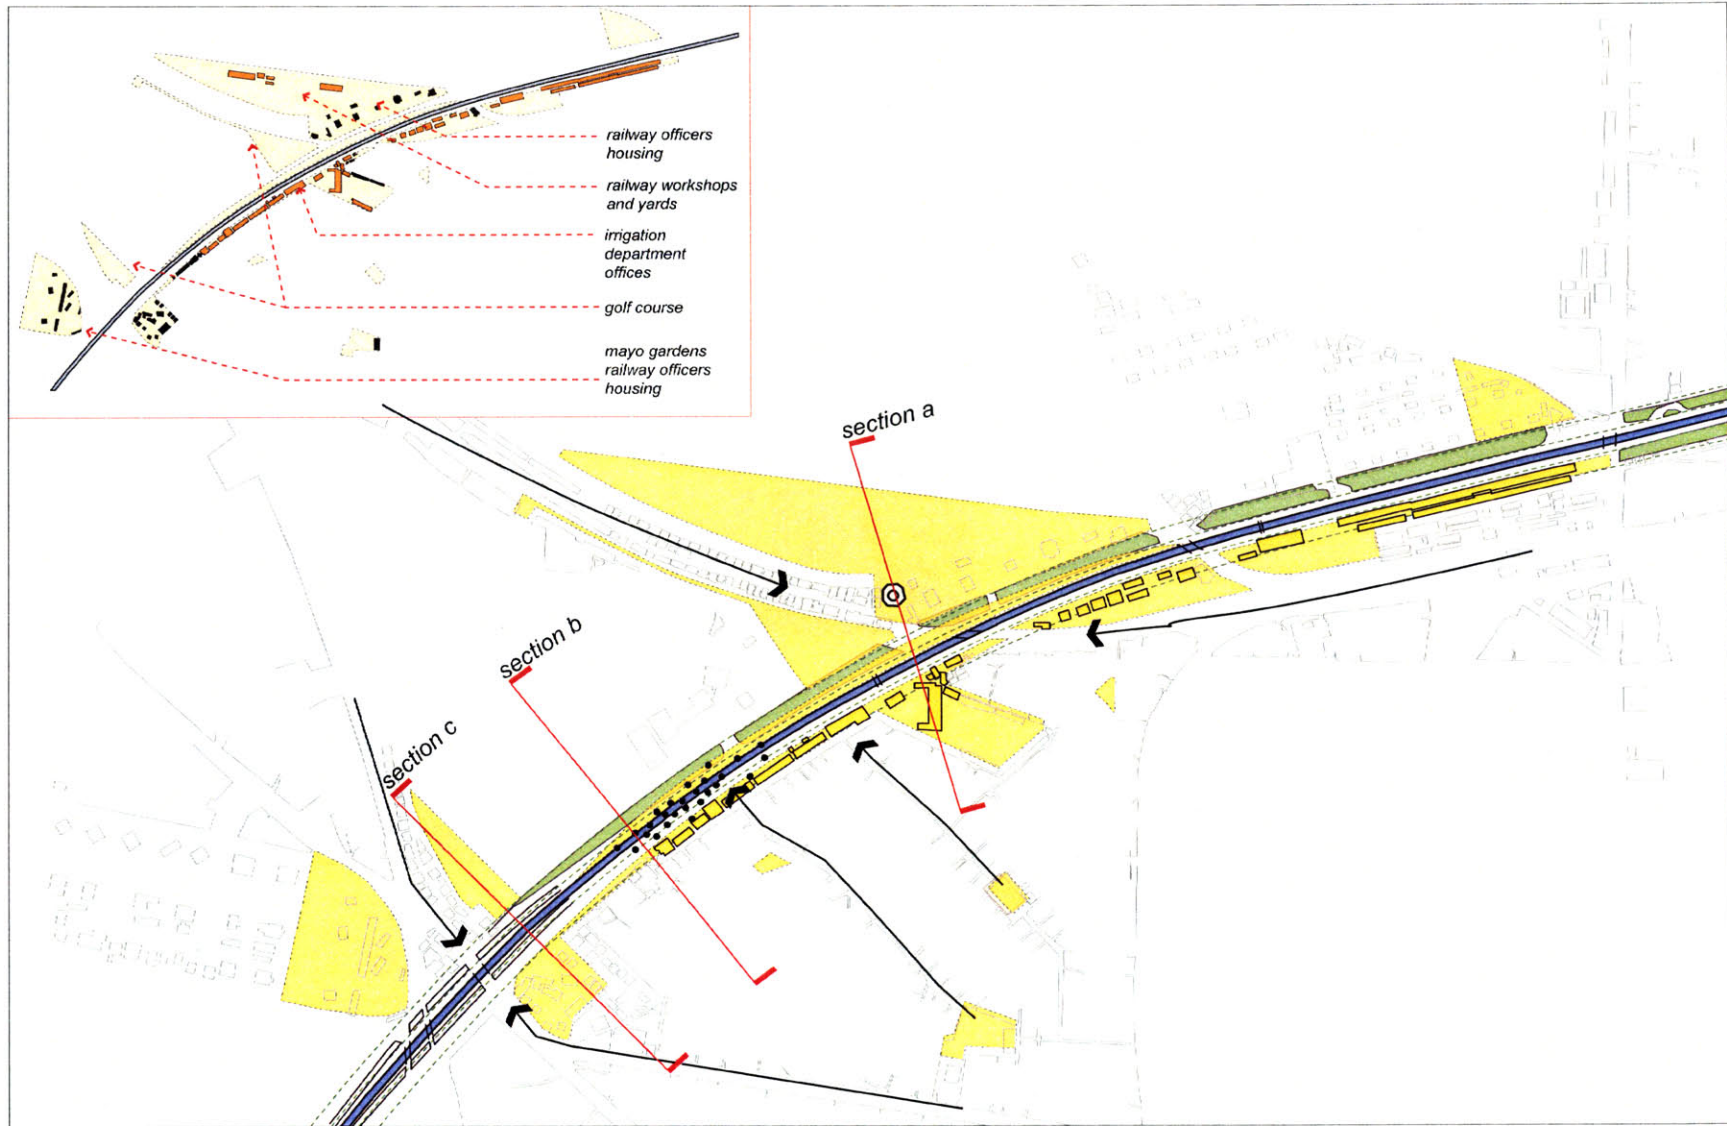 railway officers
housing
railway workshops
and yards
irrigation
department
offices
golf course
mayo gardens
railway officers
housing
section a
section b
section c